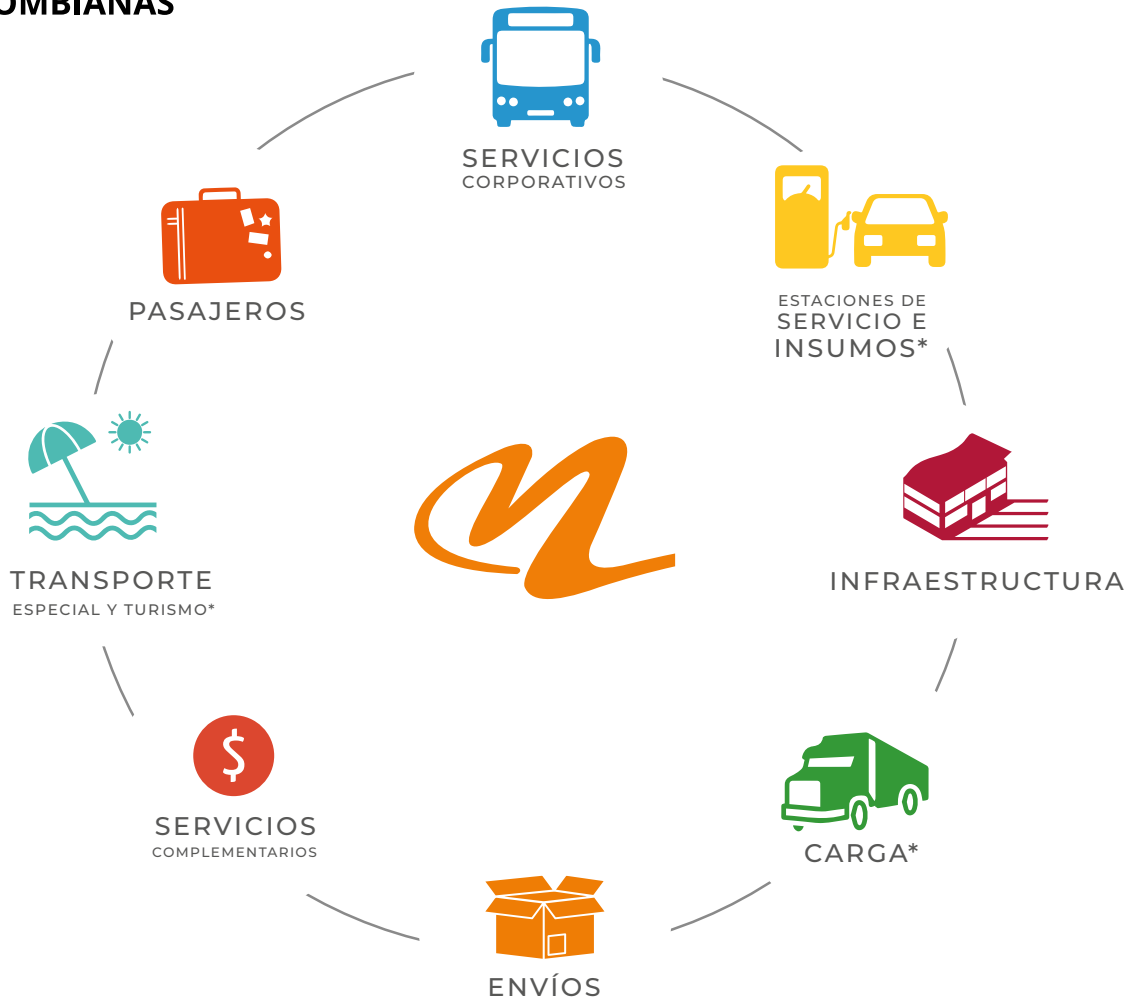 OMBIANAS
SERVICIOS
CORPORATIVOS
ESTACIONES DE
SERVICIO E
INSUMOS*
PASAJEROS
TRANSPORTE
ESPECIAL Y TURISMO*
INFRAESTRUCTURA
SERVICIOS
COMPLEMENTARIOS
CARGA*
ENVÍOS